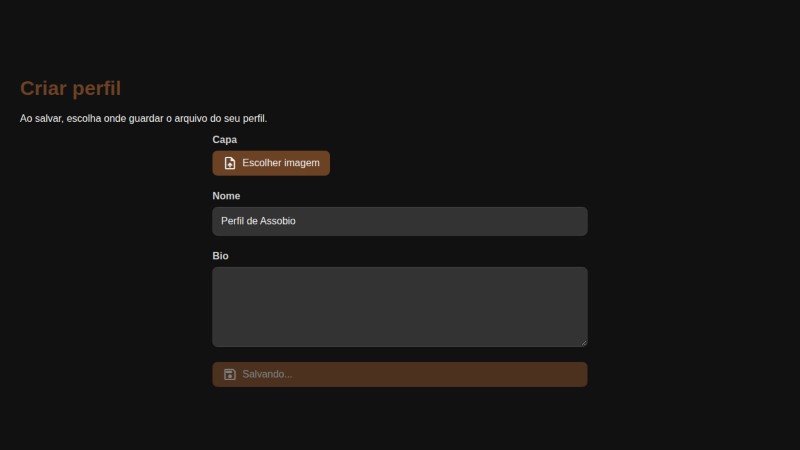 Criar perfil
Ao salvar, escolha onde guardar o arquivo do seu perfil.
Capa
Escolher imagem
Nome
Perfil de Assobio
Bio
Salvando...